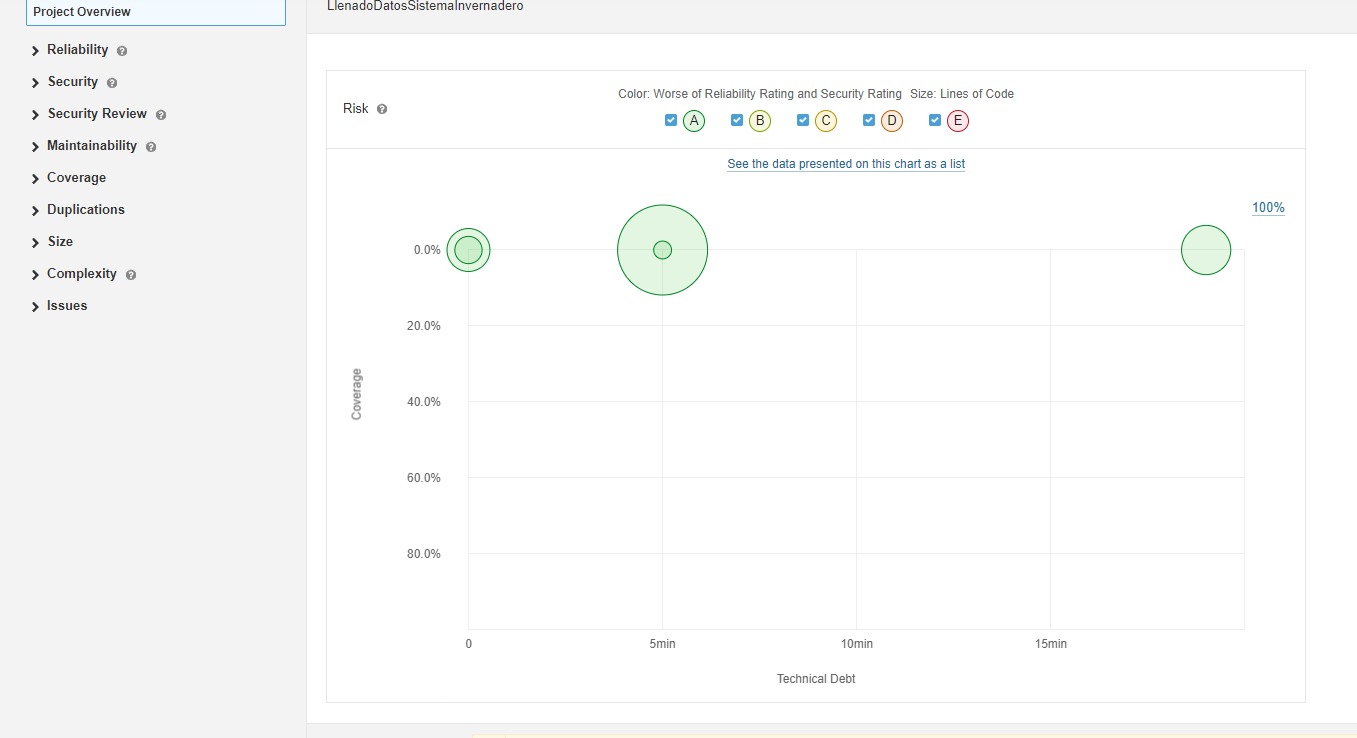 Project Overview
Reliability ?
Security ?
Security Review ?
Maintainability ?
Coverage
Duplications
Size
Complexity ?
Issues
LlenadoDatosSistemaInvernadero
Risk ?
Color: Worse of Reliability Rating and Security Rating Size: Lines of Code
A B C D E
See the data presented on this chart as a list
100%
0.0%
20.0%
40.0%
60.0%
80.0%
Coverage
0 5min 10min 15min
Technical Debt